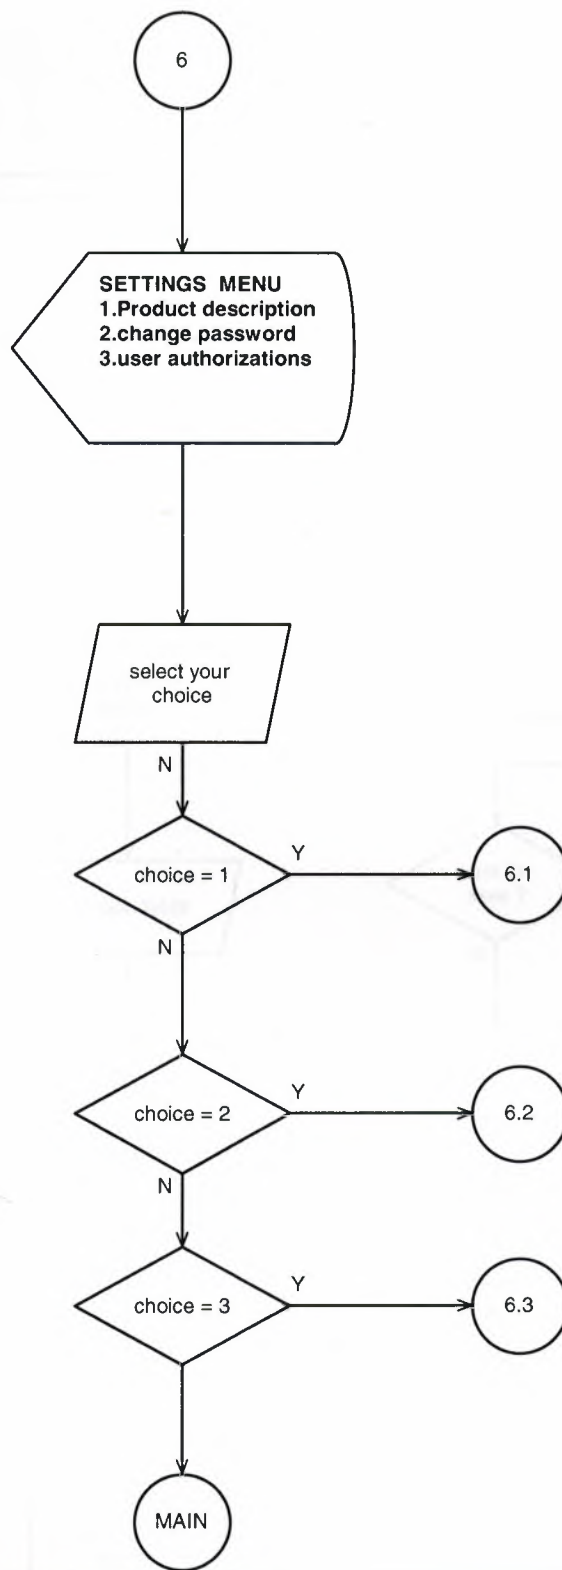 6
SETTINGS MENU
1.Product description
2.change password
3.user authorizations
select your
choice
N
choice = 1
Y
6.1
N
choice = 2
Y
6.2
N
choice = 3
Y
6.3
MAIN